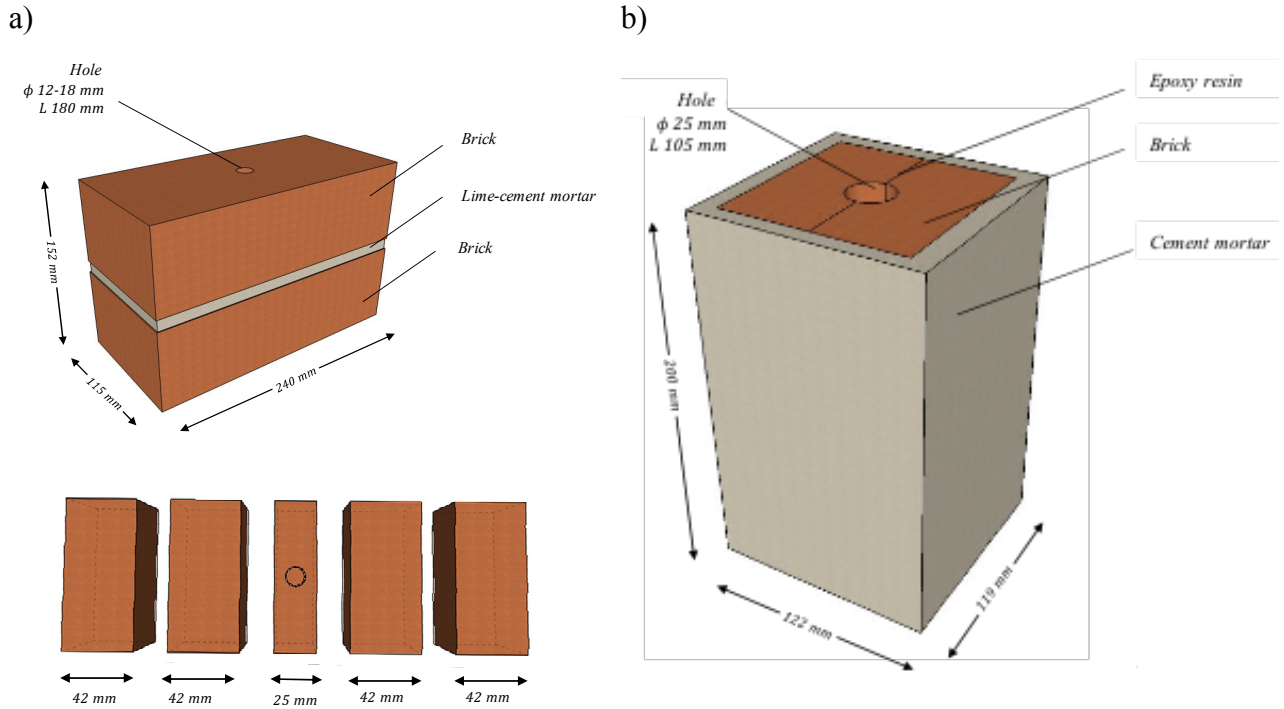 a)
Hole
ϕ 12-18 mm
L 180 mm
Brick
Lime-cement mortar
Brick
152 mm
115 mm
240 mm
42 mm
42 mm
25 mm
42 mm
42 mm
b)
Hole
ϕ 25 mm
L 105 mm
Epoxy resin
Brick
Cement mortar
200 mm
122 mm
119 mm